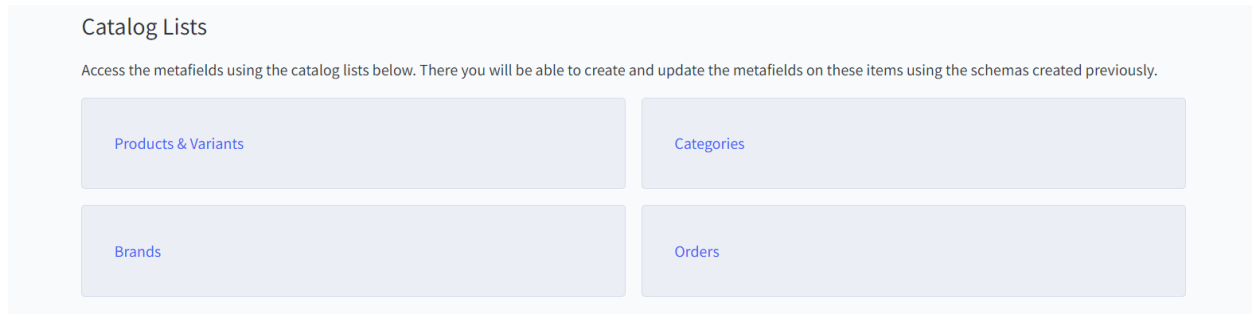 Catalog Lists
Access the metafields using the catalog lists below. There you will be able to create and update the metafields on these items using the schemas created previously.
Products & Variants
Categories
Brands
Orders